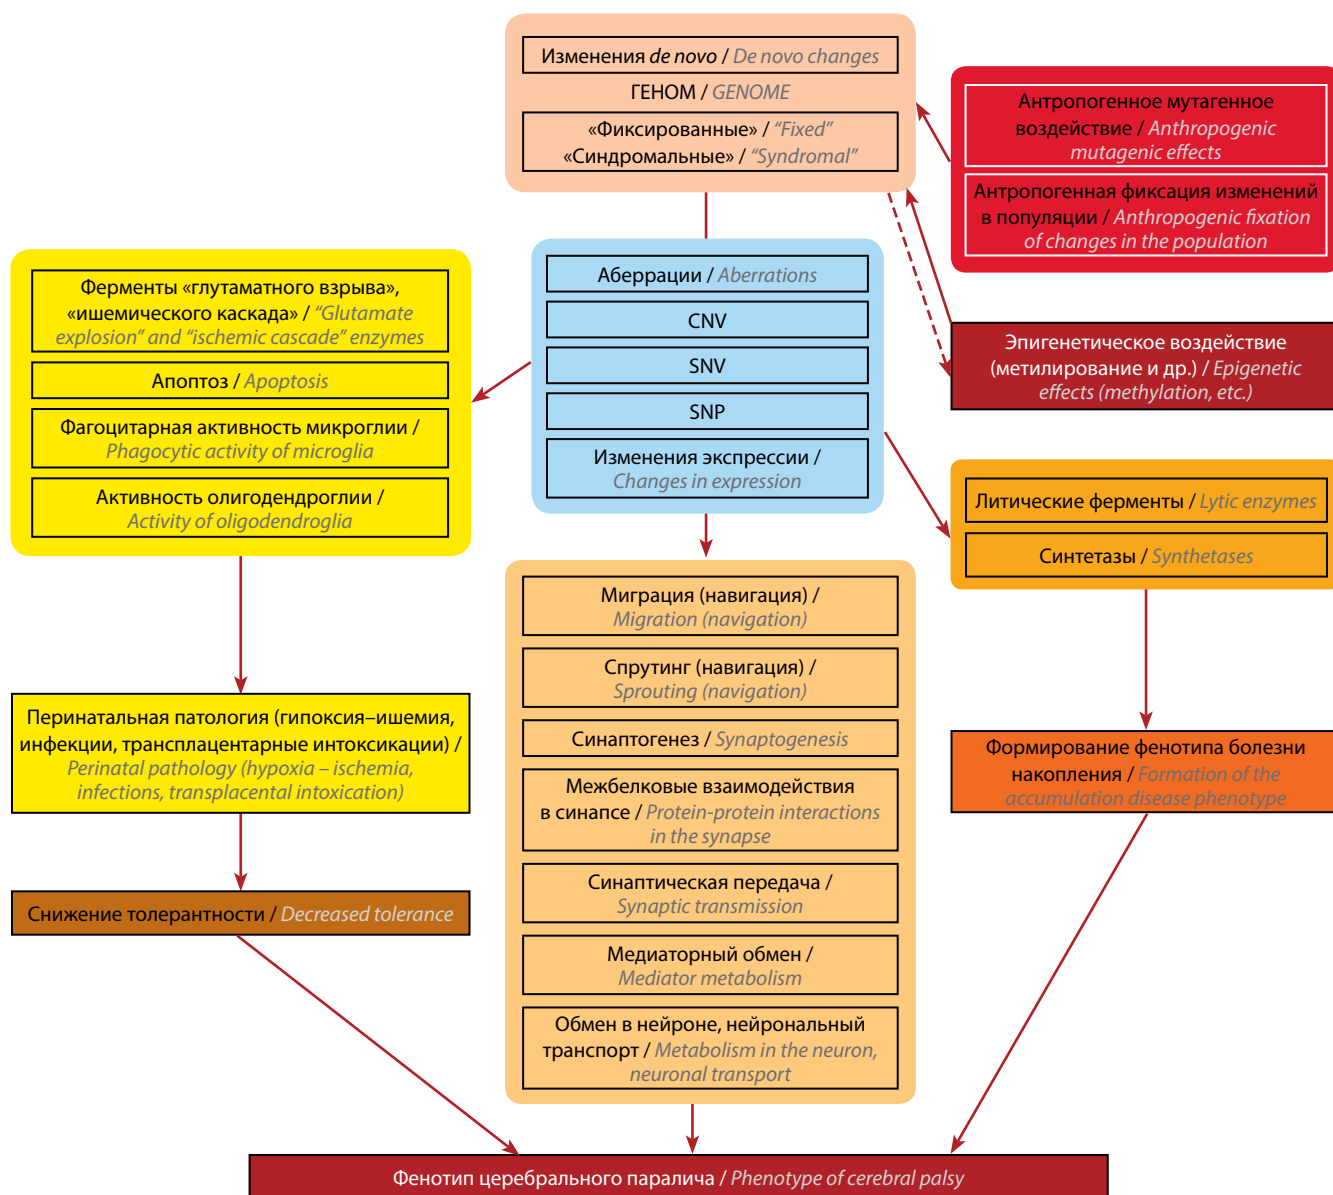 Изменения de novo / De novo changes
ГЕНОМ / GENOME
«Фиксированные» / “Fixed”
«Синдромальные» / “Syndromal”
Антропогенное мутагенное
воздействие / Anthropogenic
mutagenic effects
Антропогенная фиксация изменений
в популяции / Anthropogenic fixation
of changes in the population
Ферменты «глутаматного взрыва»,
«ишемического каскада» / “Glutamate
explosion” and “ischemic cascade” enzymes
Апоптоз / Apoptosis
Фагоцитарная активность микроглии /
Phagocytic activity of microglia
Активность олигодендроглии /
Activity of oligodendroglia
Аберрации / Aberrations
CNV
SNV
SNP
Изменения экспрессии /
Changes in expression
Эпигенетическое воздействие
(метилирование и др.) / Epigenetic
effects (methylation, etc.)
Литические ферменты / Lytic enzymes
Синтетазы / Synthetases
Миграция (навигация) /
Migration (navigation)
Спрутинг (навигация) /
Sprouting (navigation)
Синаптогенез / Synaptogenesis
Межбелковые взаимодействия
в синапсе / Protein-protein interactions
in the synapse
Синаптическая передача /
Synaptic transmission
Медиаторный обмен /
Mediator metabolism
Обмен в нейроне, нейрональный
транспорт / Metabolism in the neuron,
neuronal transport
Перинатальная патология (гипоксия–ишемия,
инфекции, трансплацентарные интоксикации) /
Perinatal pathology (hypoxia – ischemia,
infections, transplacental intoxication)
Снижение толерантности / Decreased tolerance
Формирование фенотипа болезни
накопления / Formation of the
accumulation disease phenotype
Фенотип церебрального паралича / Phenotype of cerebral palsy